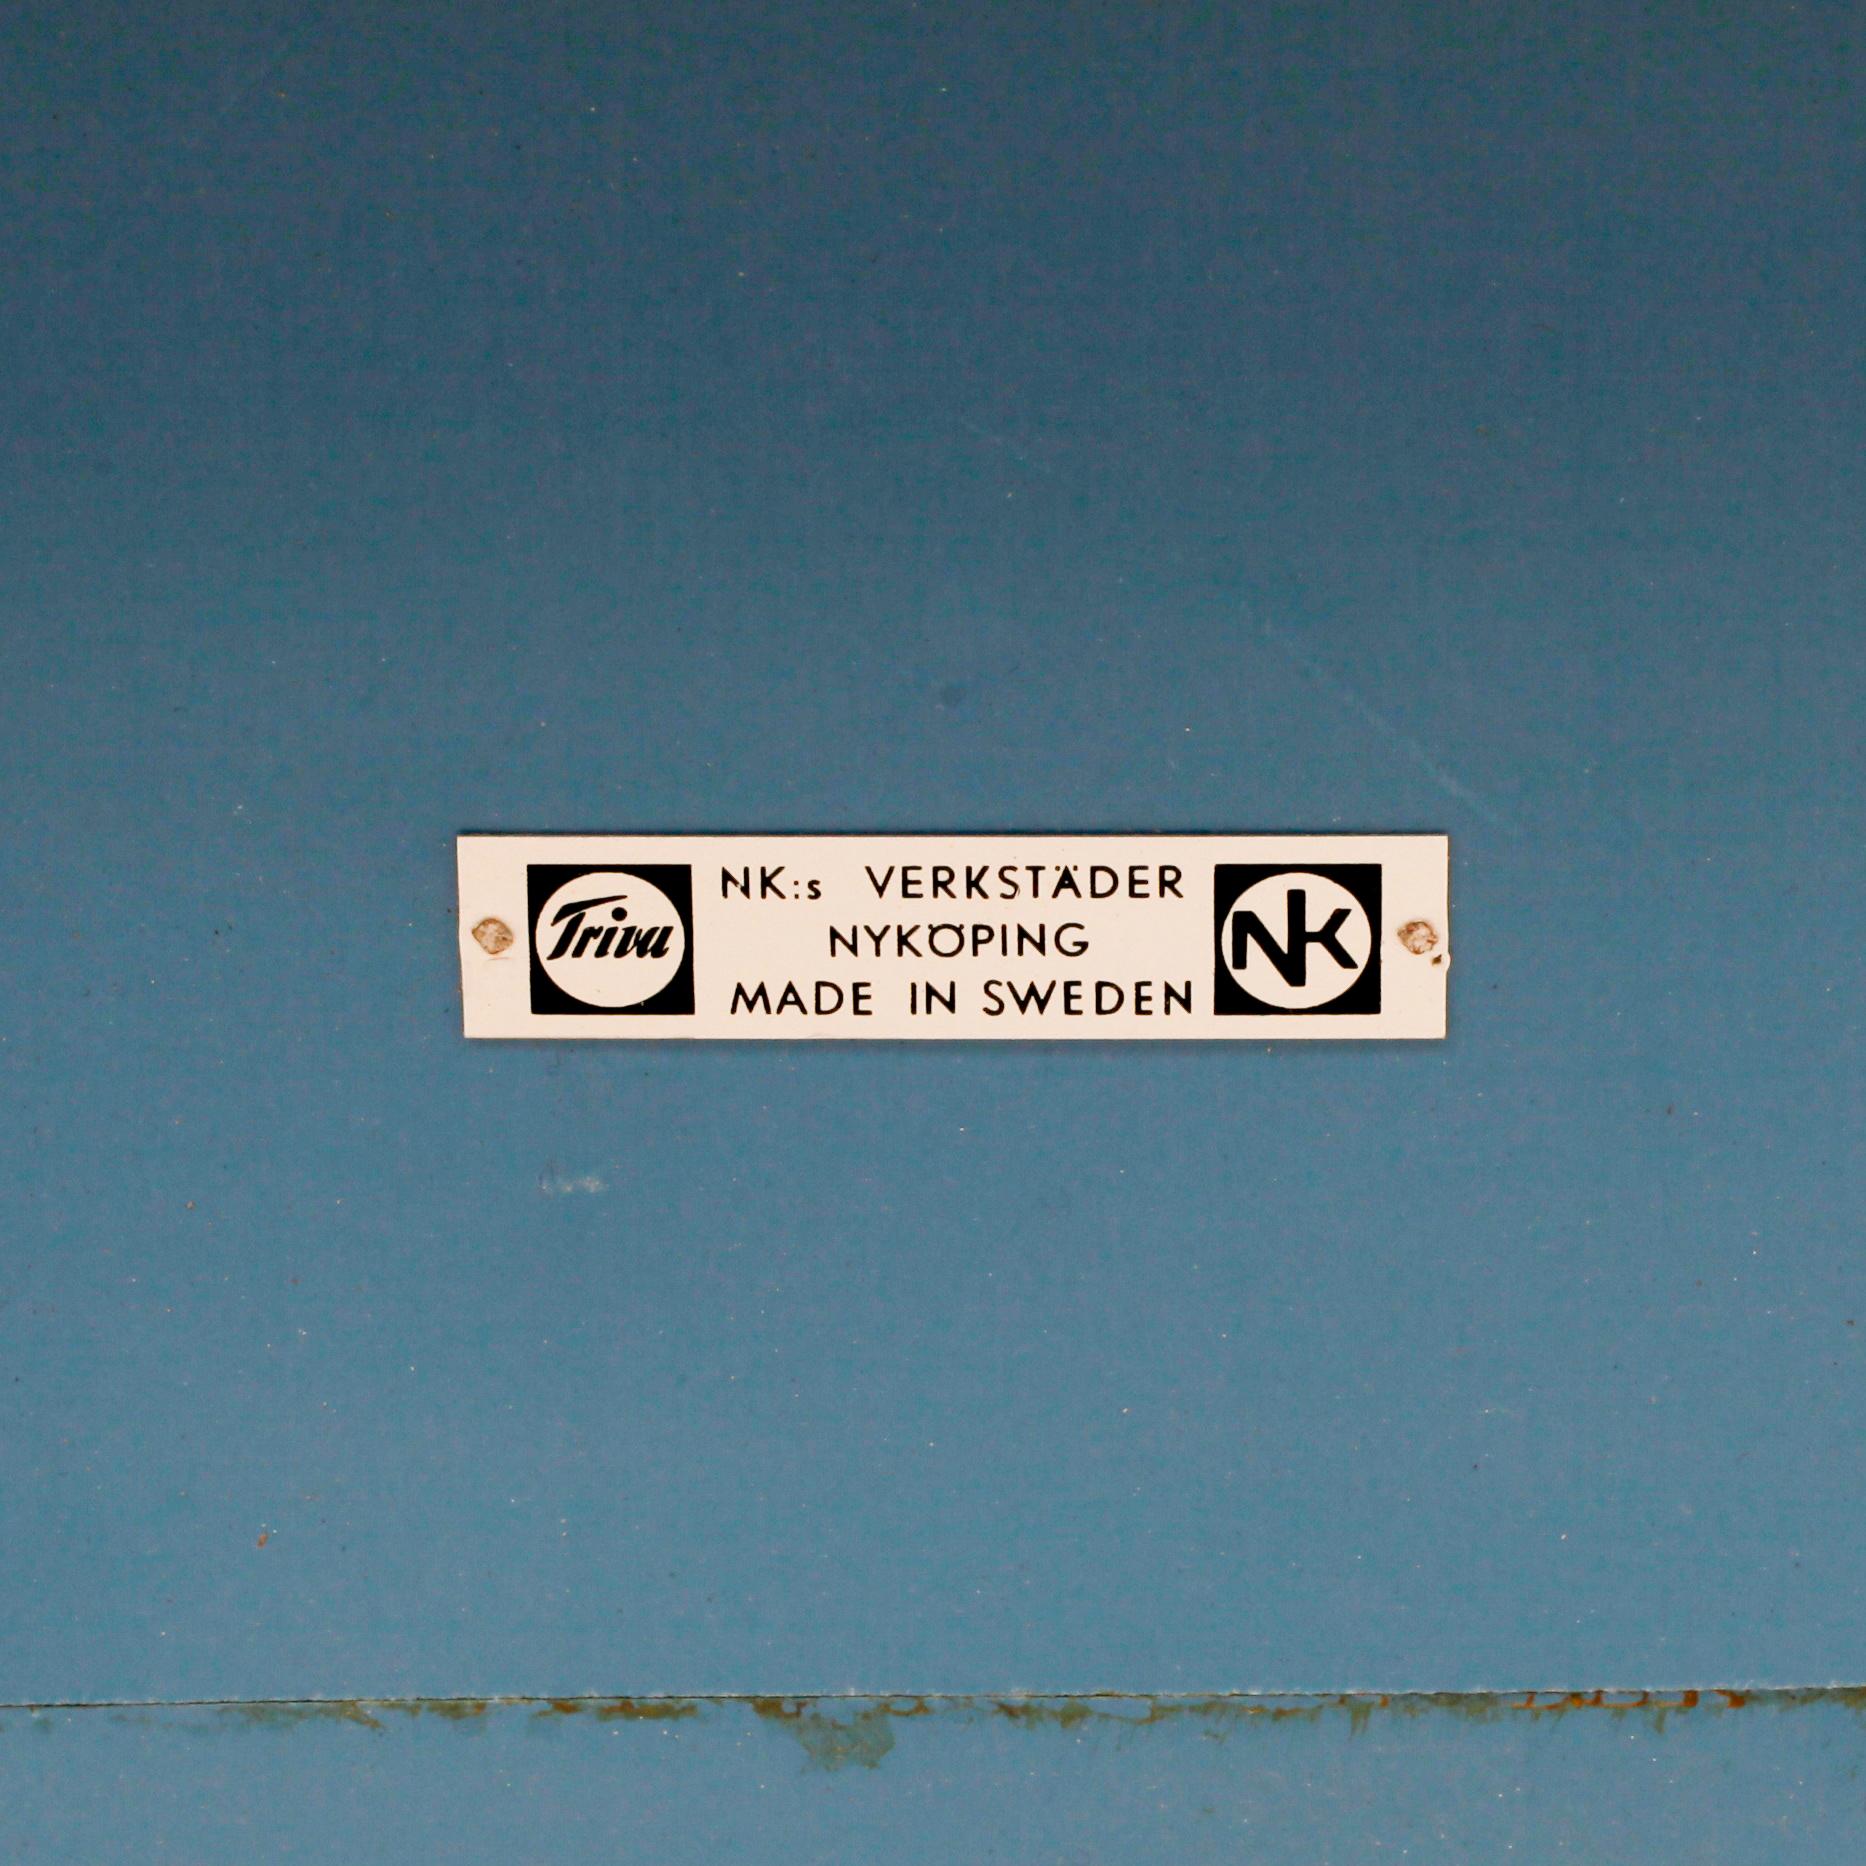 Triva
NK:s VERKSTÄDER
NYKÖPING
MADE IN SWEDEN
NK